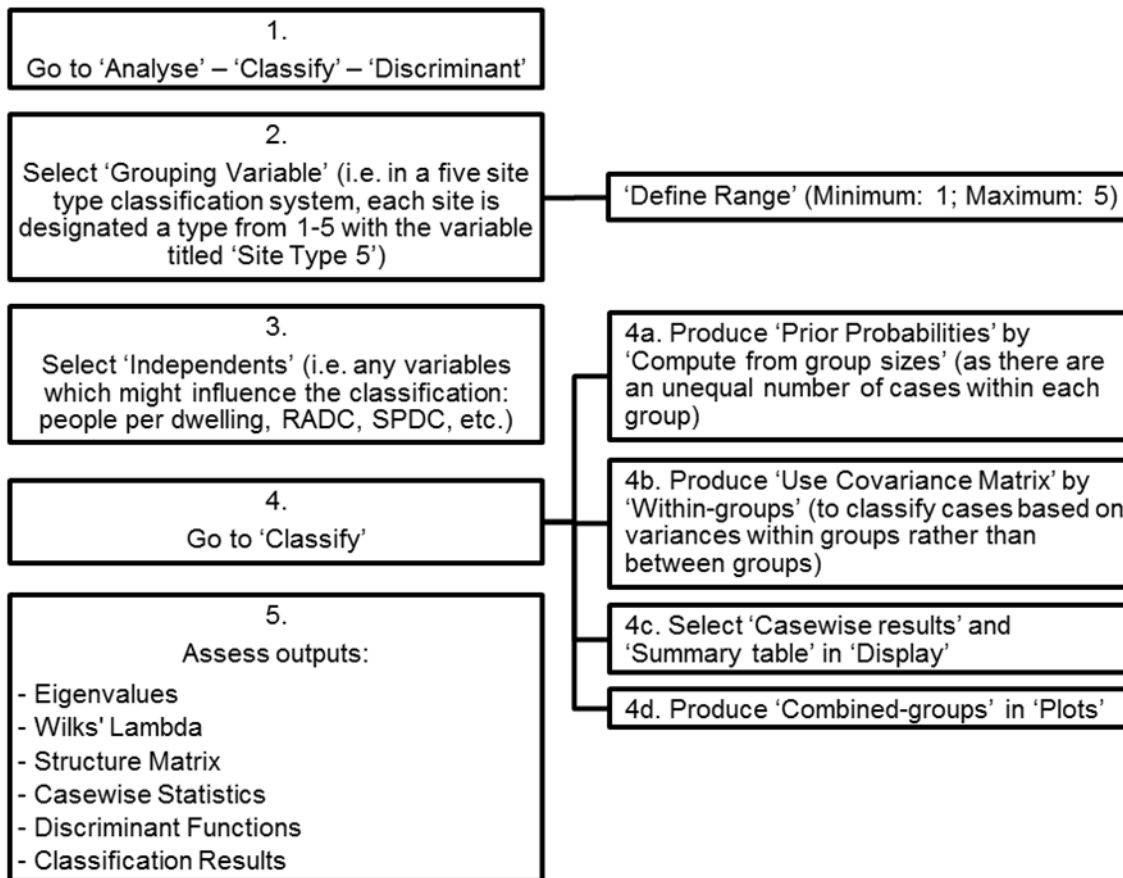 1.
Go to ‘Analyse’ – ‘Classify’ – ‘Discriminant’
2.
Select ‘Grouping Variable’ (i.e. in a five site
type classification system, each site is
designated a type from 1-5 with the variable
titled ‘Site Type 5’)
‘Define Range’ (Minimum: 1; Maximum: 5)
3.
Select ‘Independents’ (i.e. any variables
which might influence the classification:
people per dwelling, RADC, SPDC, etc.)
4.
Go to ‘Classify’
4a. Produce ‘Prior Probabilities’ by
‘Compute from group sizes’ (as there are
an unequal number of cases within each
group)
4b. Produce ‘Use Covariance Matrix’ by
‘Within-groups’ (to classify cases based on
variances within groups rather than
between groups)
4c. Select ‘Casewise results’ and
‘Summary table’ in ‘Display’
4d. Produce ‘Combined-groups’ in ‘Plots’
5.
Assess outputs:
- Eigenvalues
- Wilks' Lambda
- Structure Matrix
- Casewise Statistics
- Discriminant Functions
- Classification Results